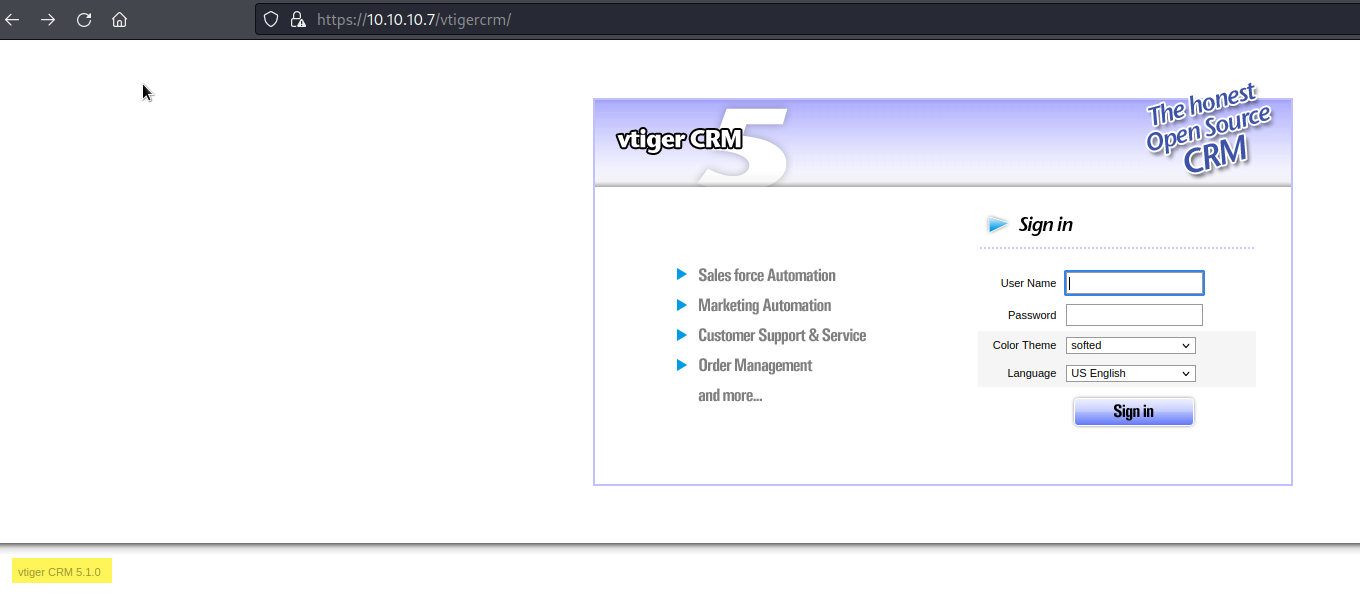 https://10.10.10.7/vtigercrm/
vtiger CRM 5
The honest
Open Source
CRM
Sign in
Sales force Automation
Marketing Automation
Customer Support & Service
Order Management
and more...
User Name
Password
Color Theme softed
Language US English
Sign in
vtiger CRM 5.1.0